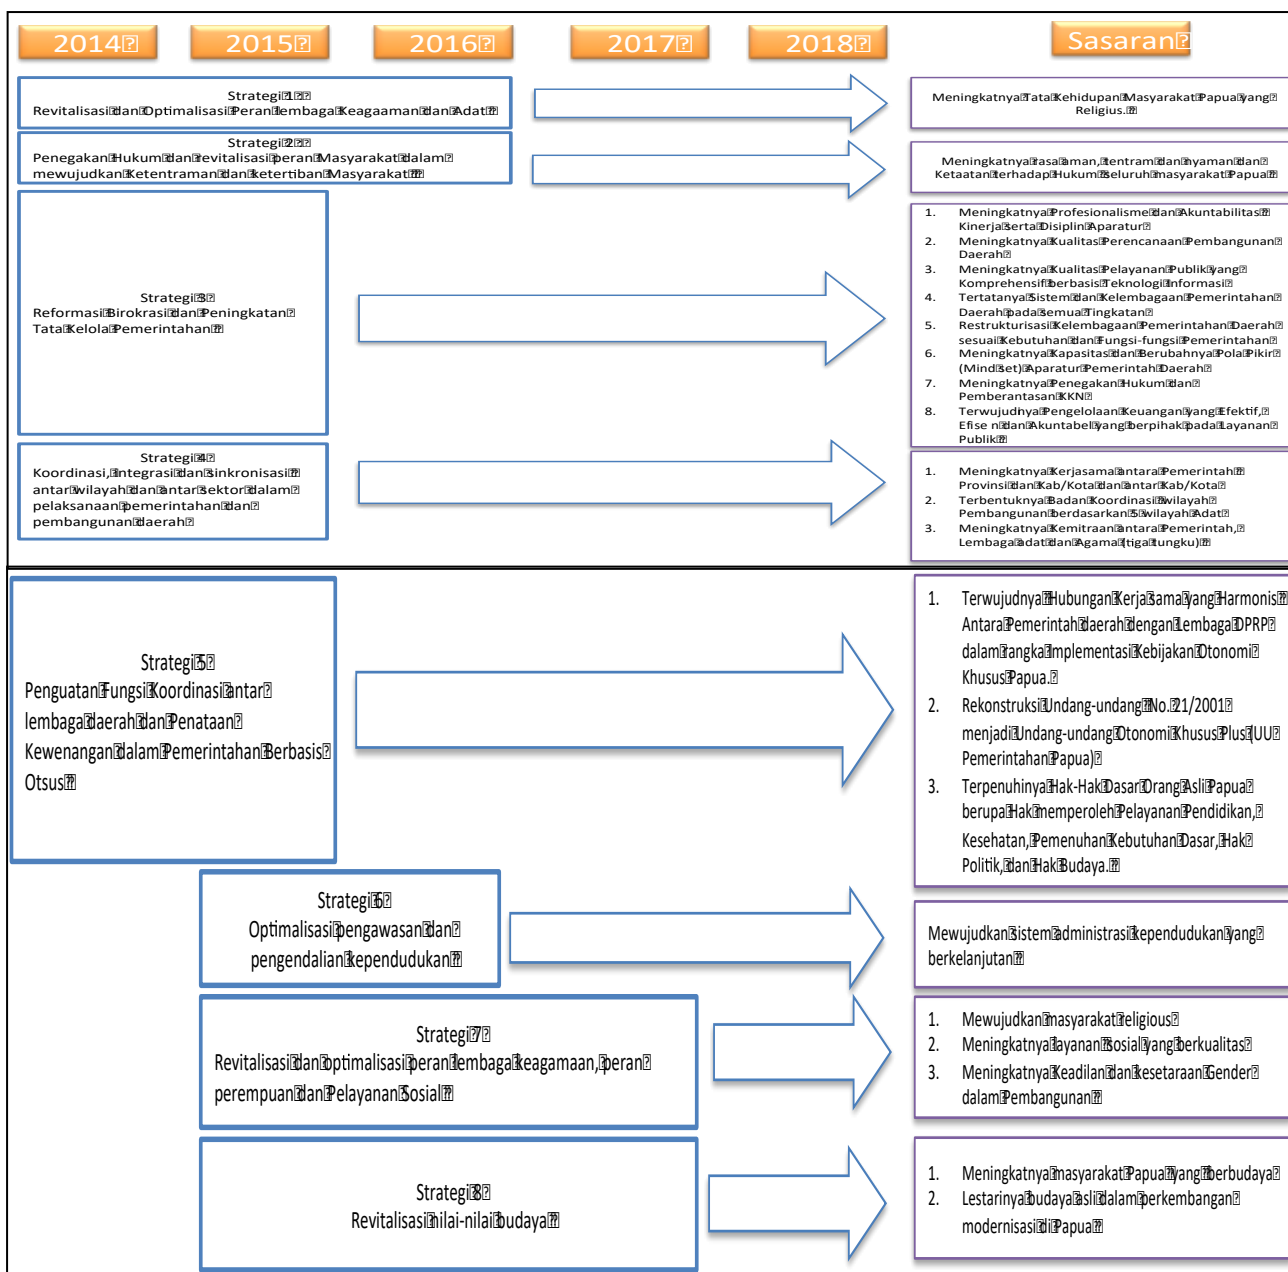 2014
2015
2016
2017
2018
Sasaran
Strategi 1
Revitalisasi dan Optimalisasi Peran lembaga Keagaaman dan Adat
Meningkatnya Tata Kehidupan Masyarakat Papua yang
Religius.
Strategi 2
Penegakan Hukum dan revitalisasi peran Masyarakat dalam
mewujudkan Ketentraman dan ketertiban Masyarakat
Meningkatnya rasa aman, tentram dan nyaman dan
Ketaatan terhadap Hukum seluruh masyarakat Papua
Strategi 3
Reformasi Birokrasi dan Peningkatan
Tata Kelola Pemerintahan
1. Meningkatnya Profesionalisme dan Akuntabilitas
Kinerja serta Disiplin Aparatur
2. Meningkatnya Kualitas Perencanaan Pembangunan
Daerah
3. Meningkatnya Kualitas Pelayanan Publik yang
Komprehensif berbasis Teknologi Informasi
4. Tertatanya Sistem dan Kelembagaan Pemerintahan
Daerah pada semua Tingkatan
5. Restrukturisasi Kelembagaan Pemerintahan Daerah
sesuai Kebutuhan dan Fungsi-fungsi Pemerintahan
6. Meningkatnya Kapasitas dan Berubahnya Pola Pikir
(Mind set) Aparatur Pemerintah Daerah
7. Meningkatnya Penegakan Hukum dan
Pemberantasan KKN
8. Terwujudnya Pengelolaan Keuangan yang Efektif,
Efise n dan Akuntabel yang berpihak pada Layanan
Publik
Strategi 4
Koordinasi, Integrasi dan sinkronisasi
antar wilayah dan antar sektor dalam
pelaksanaan pemerintahan dan
pembangunan daerah
1. Meningkatnya Kerjasama antara Pemerintah
Provinsi dan Kab/Kota dan antar Kab/Kota
2. Terbentuknya Badan Koordinasi wilayah
Pembangunan berdasarkan 5 wilayah Adat
3. Meningkatnya Kemitraan antara Pemerintah,
Lembaga adat dan Agama (tiga tungku)
Strategi 5
Penguatan Fungsi Koordinasi antar
lembaga daerah dan Penataan
Kewenangan dalam Pemerintahan Berbasis
Otsus
1. Terwujudnya Hubungan Kerja sama yang Harmonis
Antara Pemerintah daerah dengan Lembaga DPRP
dalam rangka Implementasi Kebijakan Otonomi
Khusus Papua.
2. Rekonstruksi Undang-undang No. 21/2001
menjadi Undang-undang Otonomi Khusus Plus (UU
Pemerintahan Papua)
3. Terpenuhinya Hak-Hak Dasar Orang Asli Papua
berupa Hak memperoleh Pelayanan Pendidikan,
Kesehatan, Pemenuhan Kebutuhan Dasar, Hak
Politik, dan Hak Budaya.
Strategi 6
Optimalisasi pengawasan dan
pengendalian kependudukan
Mewujudkan sistem administrasi kependudukan yang
berkelanjutan
Strategi 7
Revitalisasi dan optimalisasi peran lembaga keagamaan, peran
perempuan dan Pelayanan Sosial
1. Mewujudkan masyarakat religious
2. Meningkatnya layanan sosial yang berkualitas
3. Meningkatnya Keadilan dan kesetaraan Gender
dalam Pembangunan
Strategi 8
Revitalisasi nilai-nilai budaya
1. Meningkatnya masyarakat Papua yang berbudaya
2. Lestarinya budaya asli dalam perkembangan
modernisasi di Papua